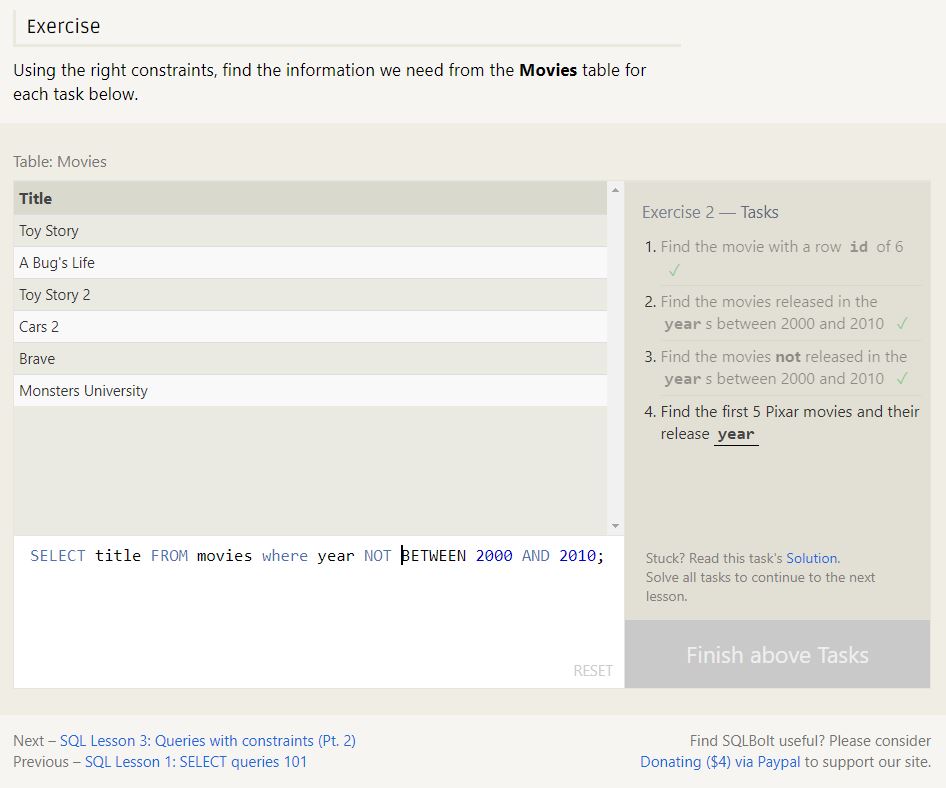 Exercise
Using the right constraints, find the information we need from the Movies table for
each task below.
Table: Movies
Title
Toy Story
A Bug's Life
Toy Story 2
Cars 2
Brave
Monsters University
SELECT title FROM movies where year NOT BETWEEN 2000 AND 2010;
RESET
Exercise 2 — Tasks
1. Find the movie with a row id of 6
✓
2. Find the movies released in the
year s between 2000 and 2010 ✓
3. Find the movies not released in the
year s between 2000 and 2010 ✓
4. Find the first 5 Pixar movies and their
release year
Stuck? Read this task's Solution.
Solve all tasks to continue to the next
lesson.
Finish above Tasks
Next – SQL Lesson 3: Queries with constraints (Pt. 2)
Previous – SQL Lesson 1: SELECT queries 101
Find SQLBolt useful? Please consider
Donating ($4) via Paypal to support our site.